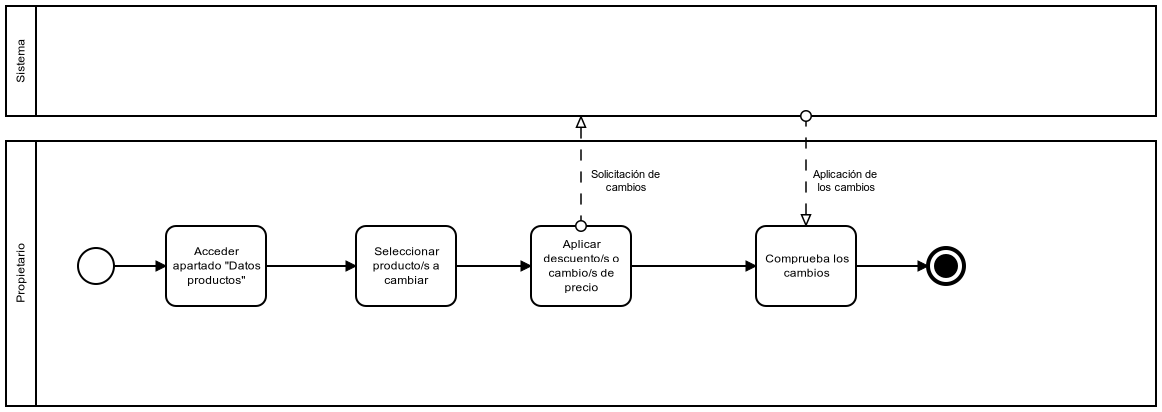 Sistema
Solicitación de
cambios
Aplicación de
los cambios
Propietario
Acceder
apartado "Datos
productos"
Seleccionar
producto/s a
cambiar
Aplicar
descuento/s o
cambio/s de
precio
Comprueba los
cambios